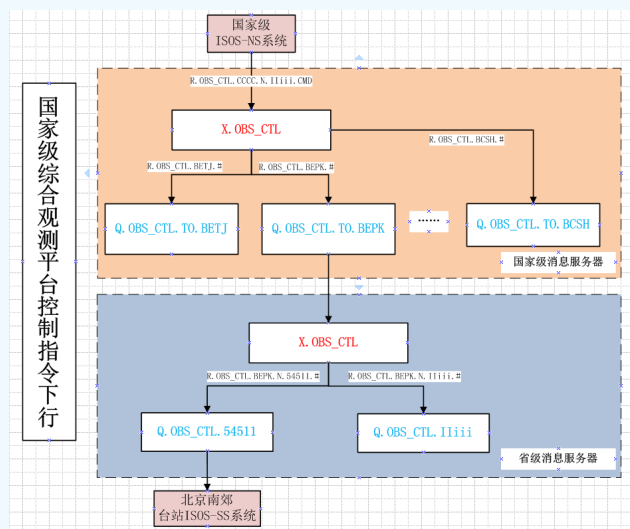 国家级
ISOS-NS系统
国家级综合观测平台控制指令下行
R.OBS_CTL.CCCC.N.IIiii.CMD
X.OBS_CTL
R.OBS_CTL.BCSH.#
R.OBS_CTL.BETJ.#
R.OBS_CTL.BEPK.#
Q.OBS_CTL.TO.BETJ
Q.OBS_CTL.TO.BEPK
……
Q.OBS_CTL.TO.BCSH
国家级消息服务器
X.OBS_CTL
R.OBS_CTL.BEPK.N.54511.#
R.OBS_CTL.BEPK.N.IIiii.#
Q.OBS_CTL.54511
Q.OBS_CTL.IIiii
省级消息服务器
北京南郊
台站ISOS-SS系统